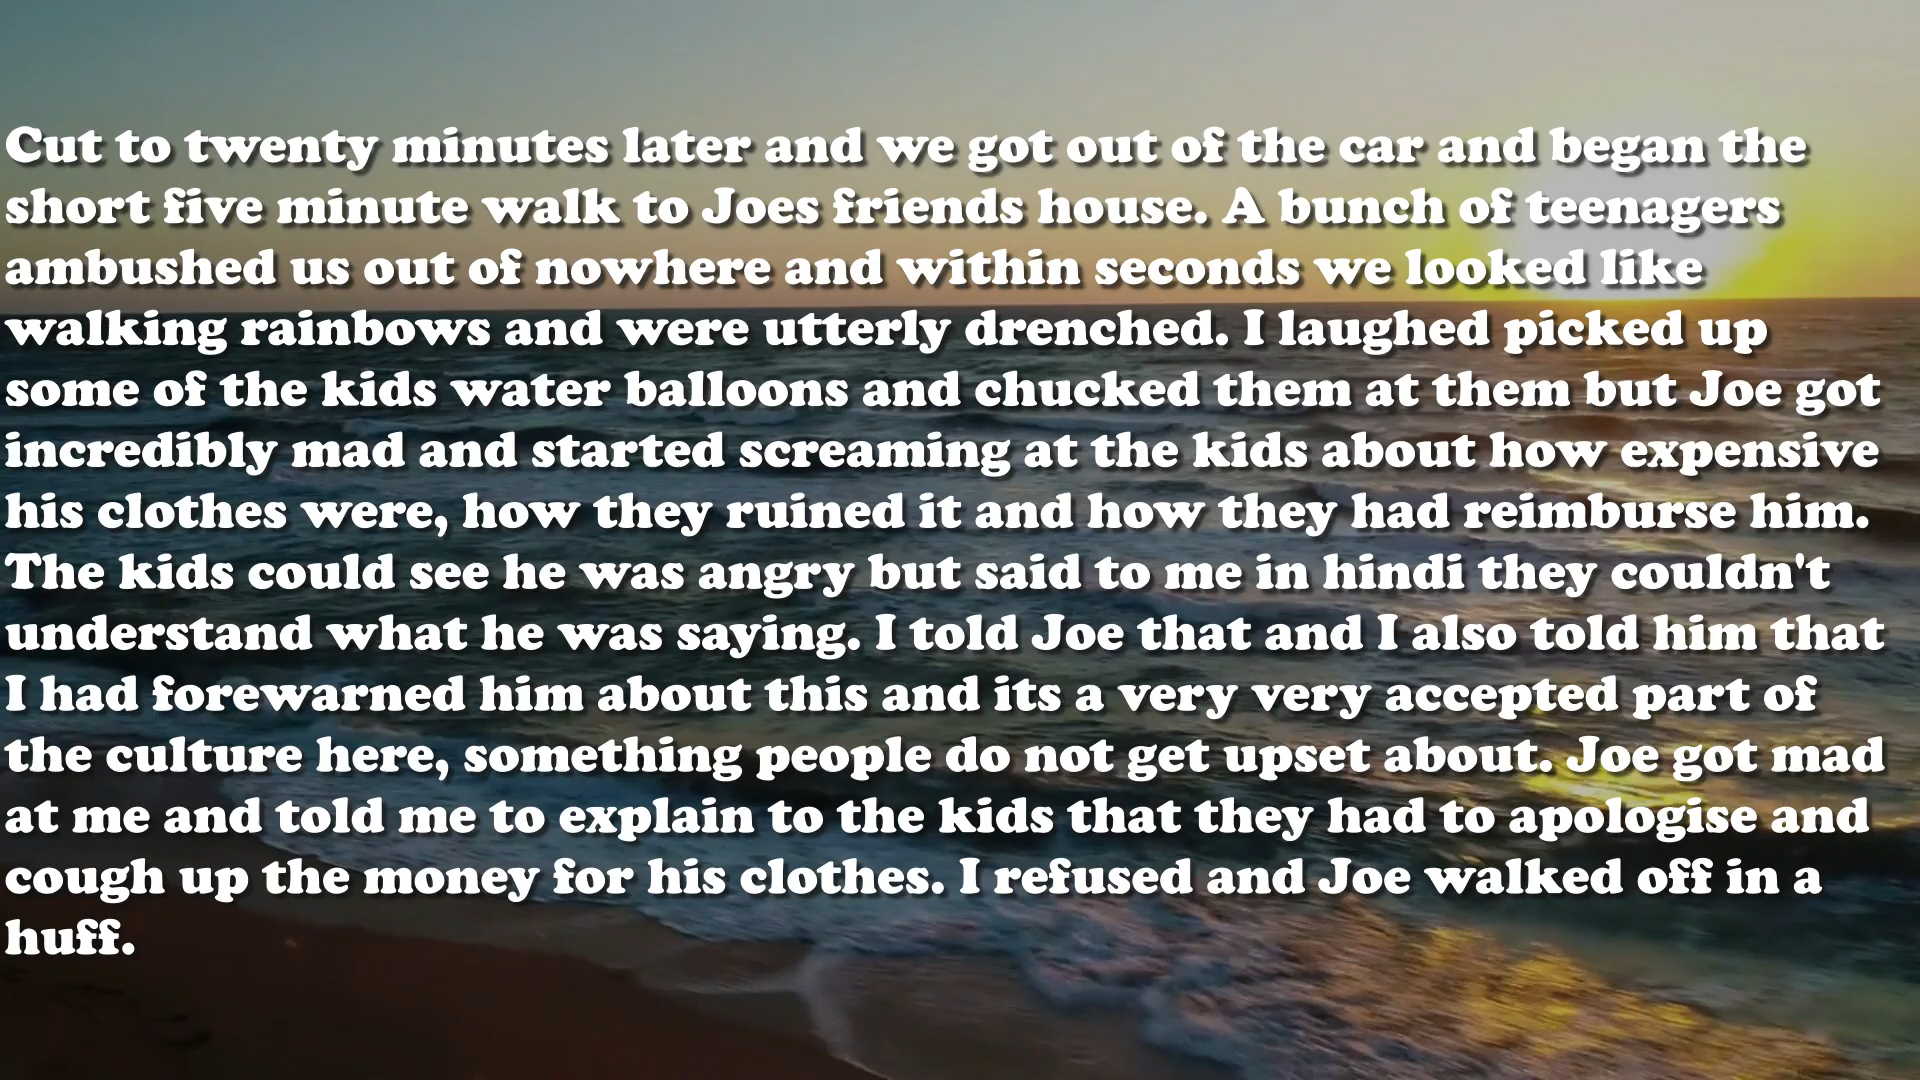 Cut to twenty minutes later and we got out of the car and began the
short five minute walk to Joes friends house. A bunch of teenagers
ambushed us out of nowhere and within seconds we looked like
walking rainbows and were utterly drenched. I laughed picked up
some of the kids water balloons and chucked them at them but Joe got
incredibly mad and started screaming at the kids about how expensive
his clothes were, how they ruined it and how they had reimburse him.
The kids could see he was angry but said to me in hindi they couldn't
understand what he was saying. I told Joe that and I also told him that
I had forewarned him about this and its a very very accepted part of
the culture here, something people do not get upset about. Joe got mad
at me and told me to explain to the kids that they had to apologise and
cough up the money for his clothes. I refused and Joe walked off in a
huff.